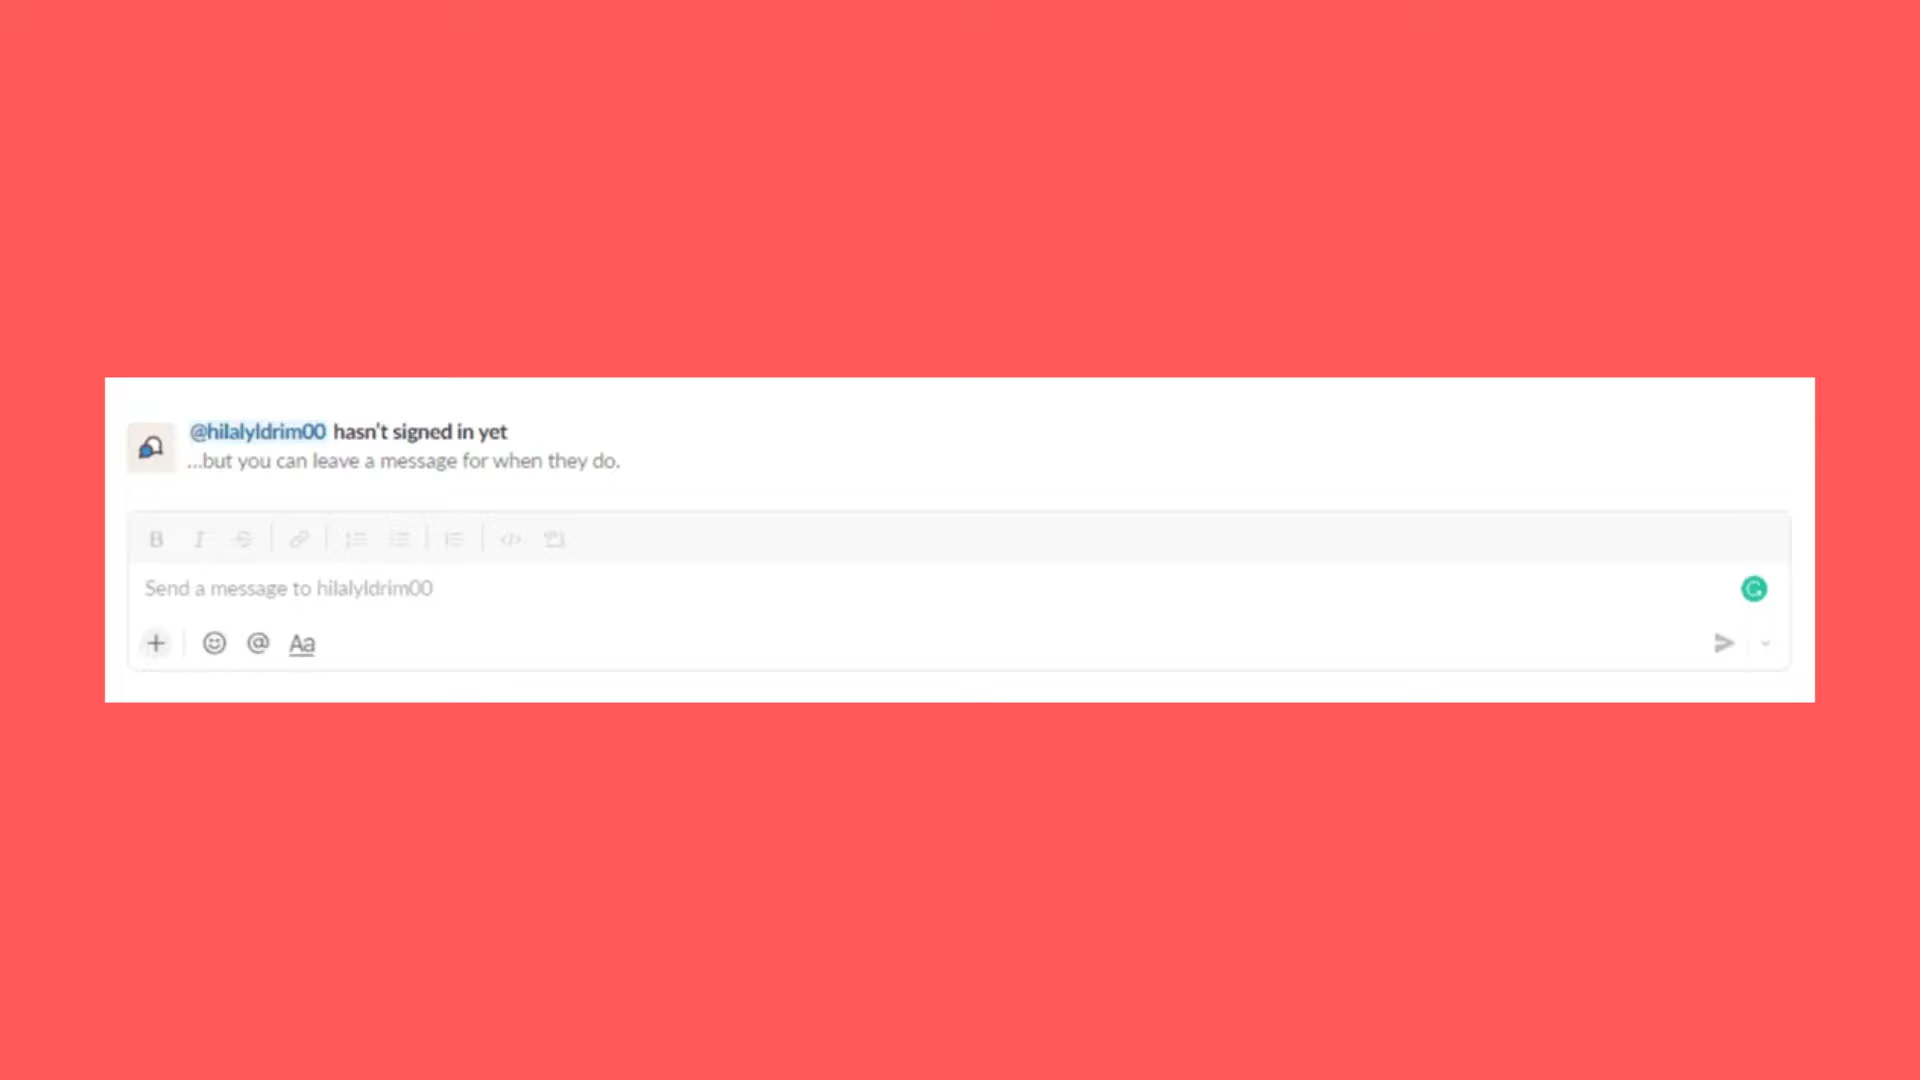 @hilalyldrim00 hasn't signed in yet
...but you can leave a message for when they do.
B I S
Send a message to hilalyldrim00
+ @ Aa